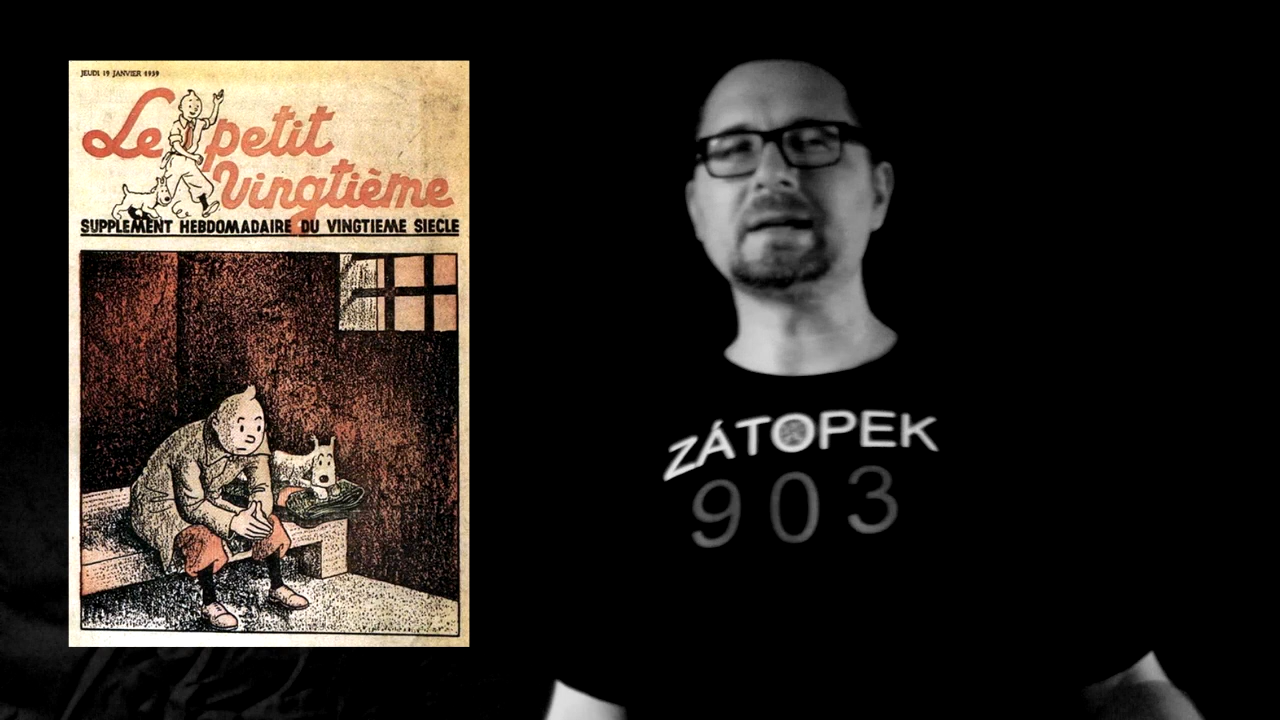 JEUDI 19 JANVIER 1939
Le petit
Vingtième
SUPPLEMENT HEBDOMADAIRE DU VINGTIEME SIECLE
ZÁTOPEK
903